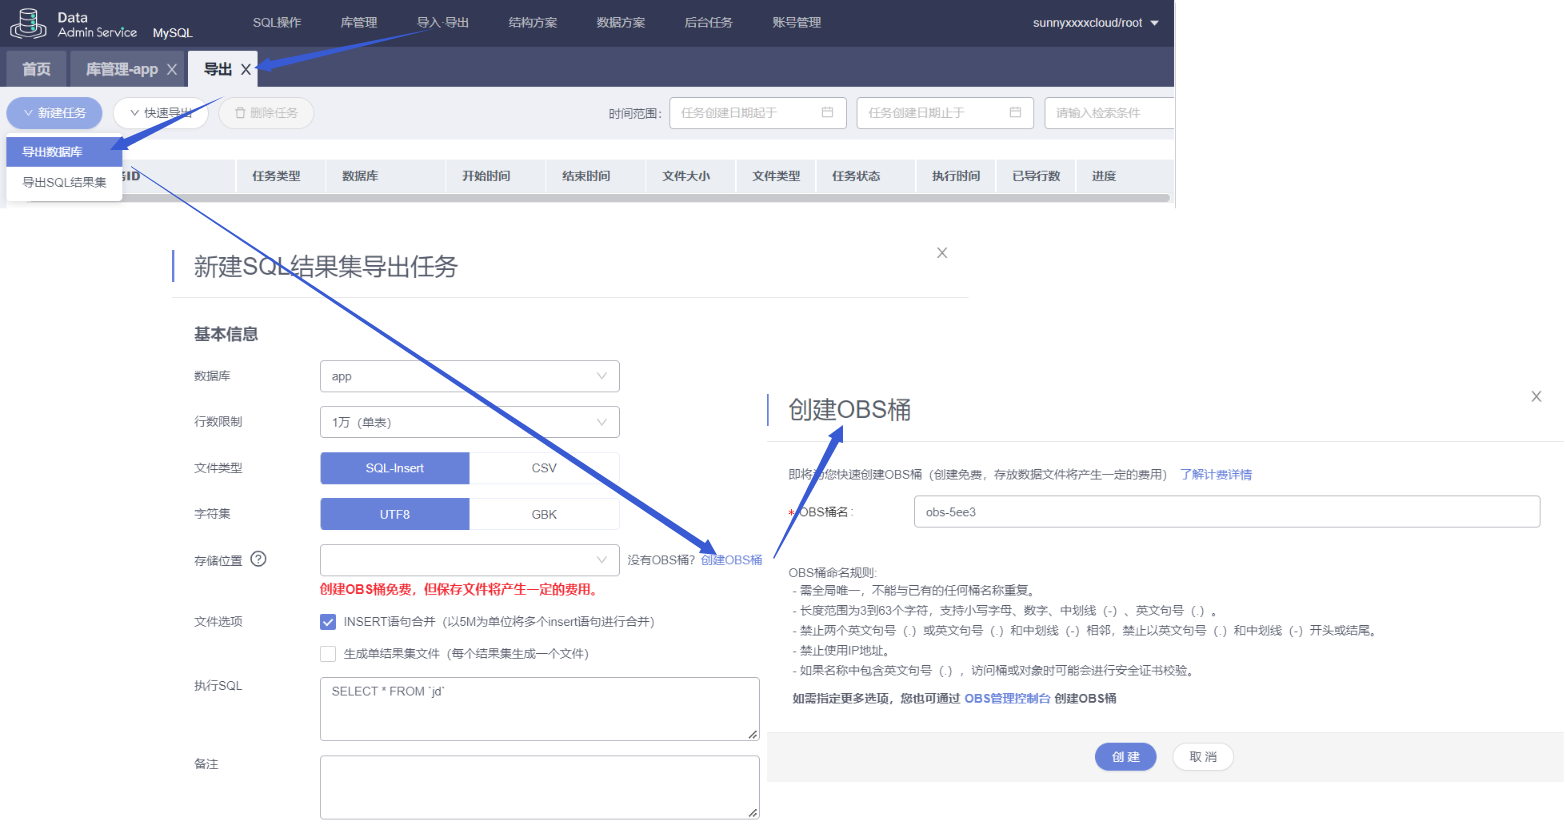 Data
Admin Service MySQL
SQL操作 库管理 导入·导出 结构方案 数据方案 后台任务 账号管理 sunnyxxxxcloud/root
首页 库管理-app X 导出 X
新建任务 快速导出 删除任务 时间范围: 任务创建日期起于 任务创建日期止于 请输入检索条件
导出数据库
导出SQL结果集
ID 任务类型 数据库 开始时间 结束时间 文件大小 文件类型 任务状态 执行时间 已导行数 进度
新建SQL结果集导出任务
基本信息
数据库 app
行数限制 1万（单表）
文件类型 SQL-Insert CSV
字符集 UTF8 GBK
存储位置 ? 没有OBS桶? 创建OBS桶
创建OBS桶免费，但保存文件将产生一定的费用。
文件选项 INSERT语句合并（以5M为单位将多个insert语句进行合并）
生成单结果集文件（每个结果集生成一个文件）
执行SQL SELECT * FROM `jd`
备注
创建OBS桶
即将为您快速创建OBS桶（创建免费，存放数据文件将产生一定的费用） 了解计费详情
* OBS桶名: obs-5ee3
OBS桶命名规则:
- 需全局唯一，不能与已有的任何桶名称重复。
- 长度范围为3到63个字符，支持小写字母、数字、中划线（-）、英文句号（.）。
- 禁止两个英文句号（.）或英文句号（.）和中划线（-）相邻，禁止以英文句号（.）和中划线（-）开头或结尾。
- 禁止使用IP地址。
- 如果名称中包含英文句号（.），访问桶或对象时可能会进行安全证书校验。
如需指定更多选项，您也可通过 OBS管理控制台 创建OBS桶
创建 取消